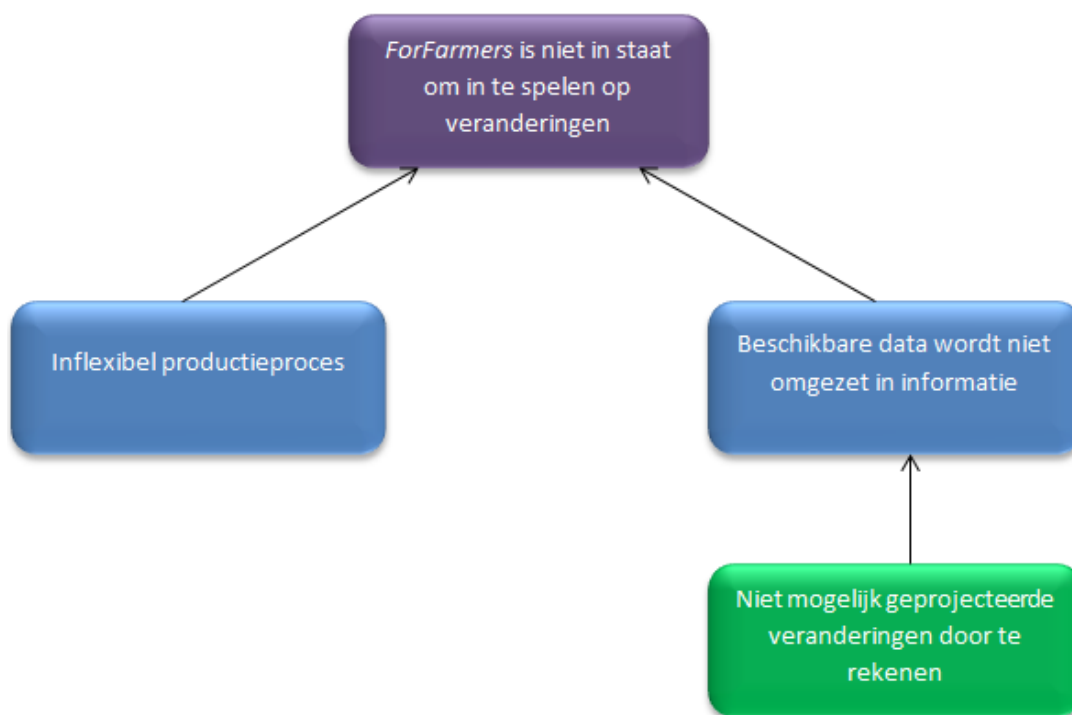 ForFarmers is niet in staat
om in te spelen op
veranderingen
Inflexibel productieproces
Beschikbare data wordt niet
omgezet in informatie
Niet mogelijk geprojecteerde
veranderingen door te
rekenen